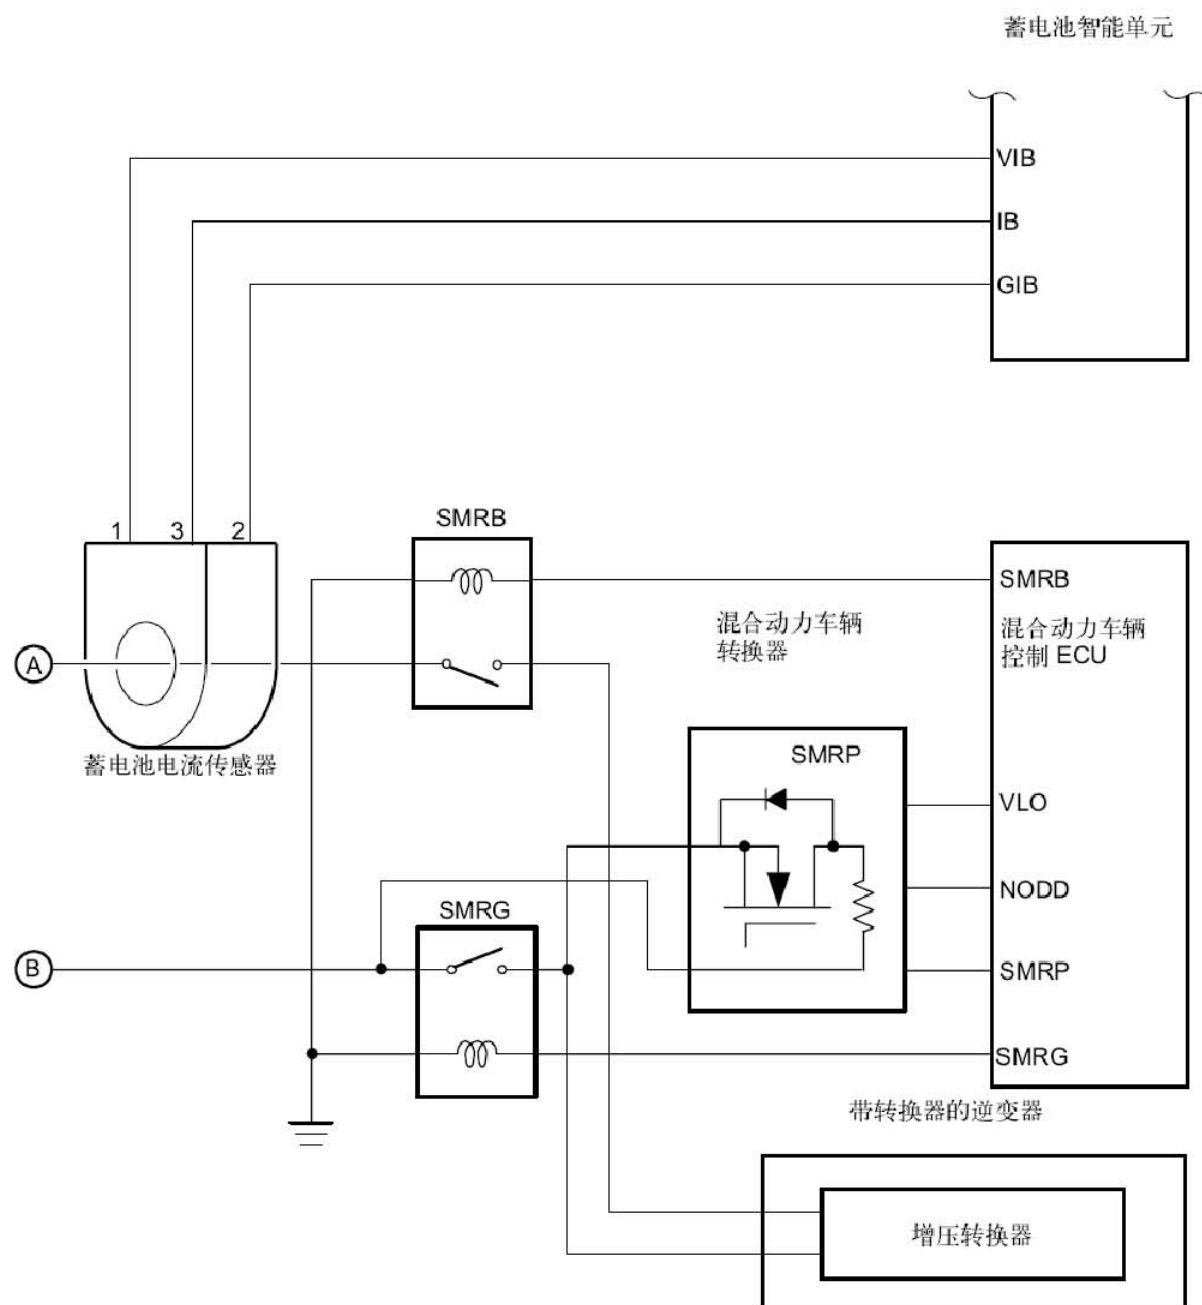 蓄电池智能单元
VIB
IB
GIB
1 3 2
SMRB
SMRB
混合动力车辆
转换器
混合动力车辆
控制 ECU
A
蓄电池电流传感器
SMRP
VLO
NODD
SMRG
B
SMRP
SMRG
带转换器的逆变器
增压转换器